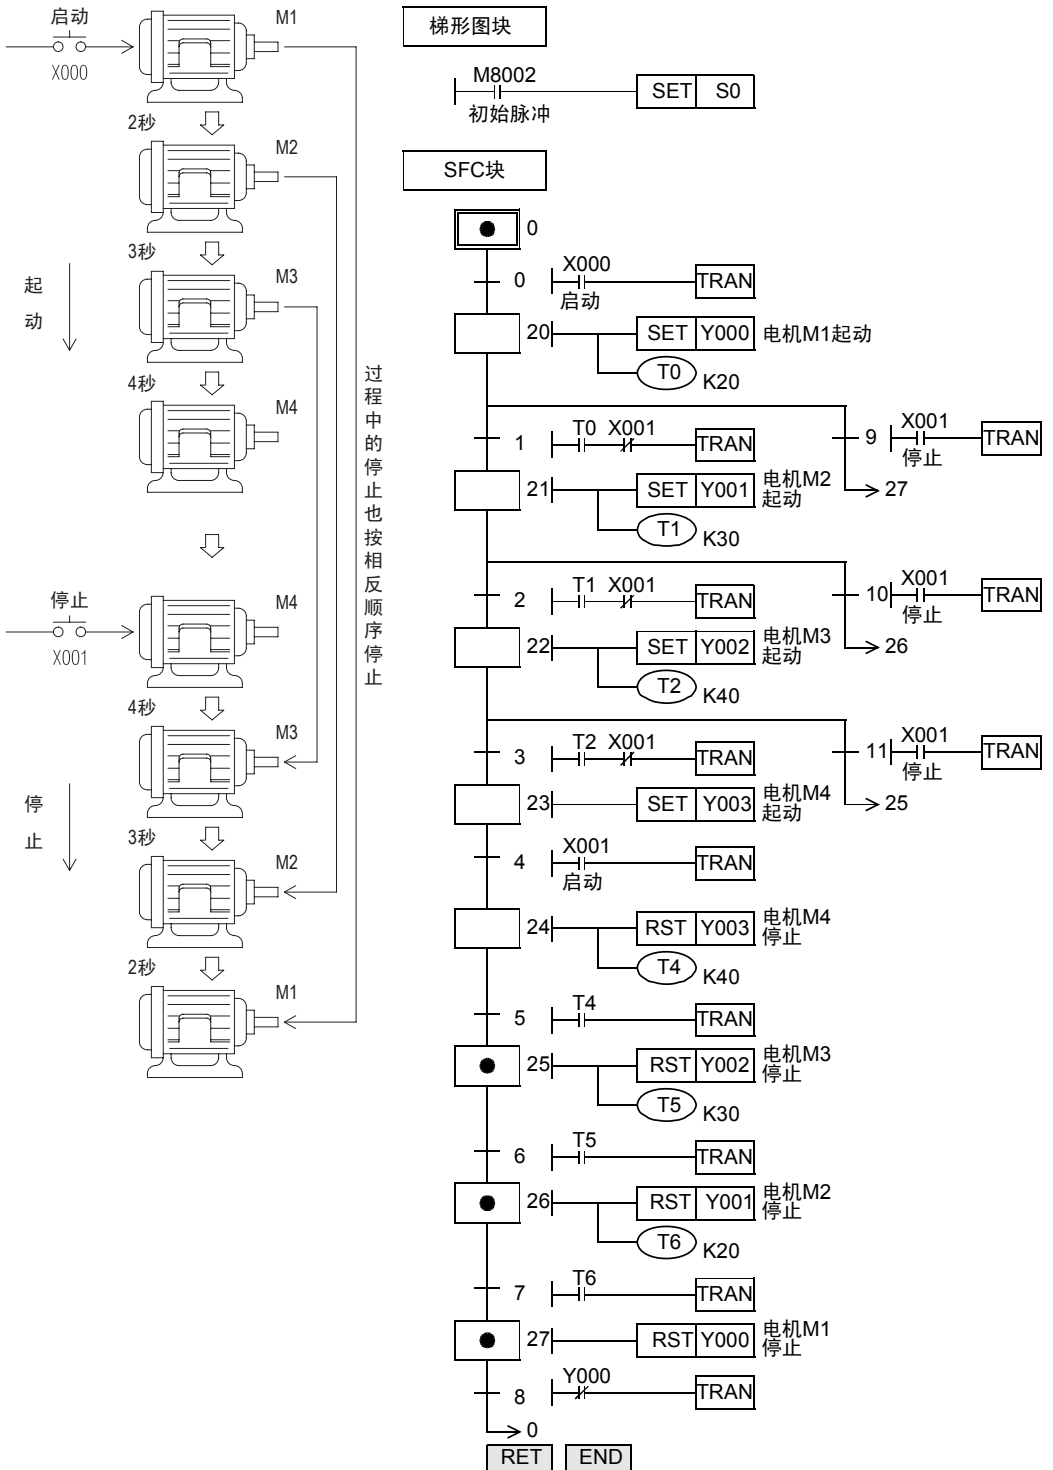 启动
X000
M1
2秒
M2
3秒
M3
起动
4秒
M4
过程中的停止也按相反顺序停止
停止
X001
M4
4秒
M3
停止
3秒
M2
2秒
M1
梯形图块
M8002
初始脉冲
SET S0
SFC块
0
0 X000 TRAN
启动
20 SET Y000 电机M1起动
T0 K20
1 T0 X001 TRAN
9 X001 TRAN
停止
27
21 SET Y001 电机M2
起动
T1 K30
2 T1 X001 TRAN
10 X001 TRAN
停止
26
22 SET Y002 电机M3
起动
T2 K40
3 T2 X001 TRAN
11 X001 TRAN
停止
25
23 SET Y003 电机M4
起动
4 X001 TRAN
启动
24 RST Y003 电机M4
停止
T4 K40
5 T4 TRAN
25 RST Y002 电机M3
停止
T5 K30
6 T5 TRAN
26 RST Y001 电机M2
停止
T6 K20
7 T6 TRAN
27 RST Y000 电机M1
停止
8 Y000 TRAN
0
RET END